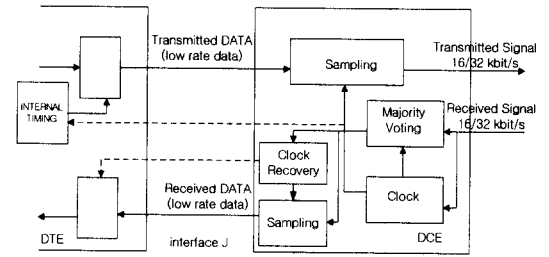 Transmitted DATA
(low rate data)
Sampling
Transmitted Signal
16/32 kbit/s
INTERNAL
TIMING
Majority
Voting
Received Signal
16/32 kbit/s
Clock
Recovery
Received DATA
(low rate data)
Sampling
Clock
DTE
interface J
DCE